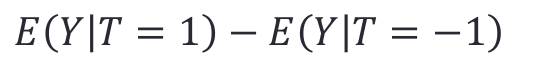 E(Y|T = 1) − E(Y|T = −1)